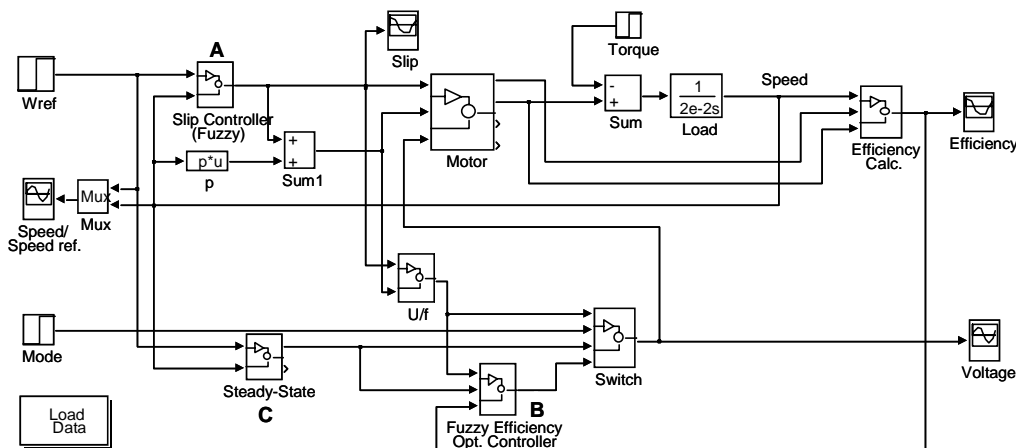 A
Slip
Torque
Wref
Slip Controller
(Fuzzy)
+
+
Sum1
p*u
p
Motor
-
+
Sum
1
2e-2s
Load
Speed
Efficiency
Calc.
Efficiency
Mux
Mux
Speed/
Speed ref.
U/f
Mode
Steady-State
C
Switch
Voltage
Load
Data
B
Fuzzy Efficiency
Opt. Controller